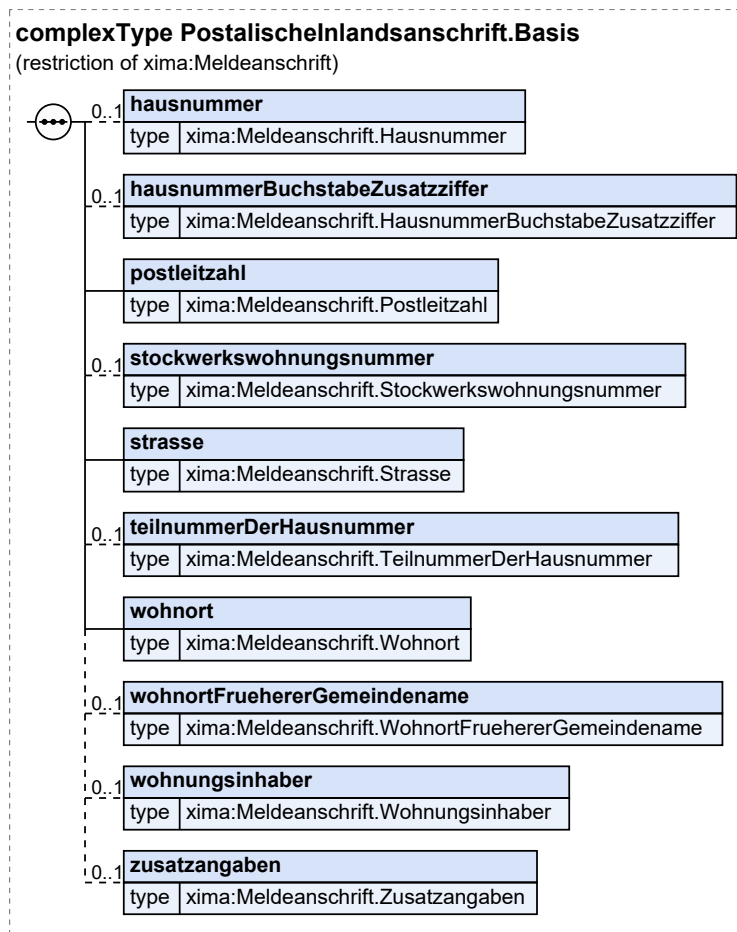 complexType PostalischeInlandsanschrift.Basis
(restriction of xima:Meldeanschrift)
0..1 hausnummer
type xima:Meldeanschrift.Hausnummer
0..1 hausnummerBuchstabeZusatzziffer
type xima:Meldeanschrift.HausnummerBuchstabeZusatzziffer
postleitzahl
type xima:Meldeanschrift.Postleitzahl
0..1 stockwerkswohnungsnummer
type xima:Meldeanschrift.Stockwerkswohnungsnummer
strasse
type xima:Meldeanschrift.Strasse
0..1 teilnummerDerHausnummer
type xima:Meldeanschrift.TeilnummerDerHausnummer
wohnort
type xima:Meldeanschrift.Wohnort
0..1 wohnortFruehererGemeindename
type xima:Meldeanschrift.WohnortFruehererGemeindename
0..1 wohnungsinhaber
type xima:Meldeanschrift.Wohnungsinhaber
0..1 zusatzangaben
type xima:Meldeanschrift.Zusatzangaben